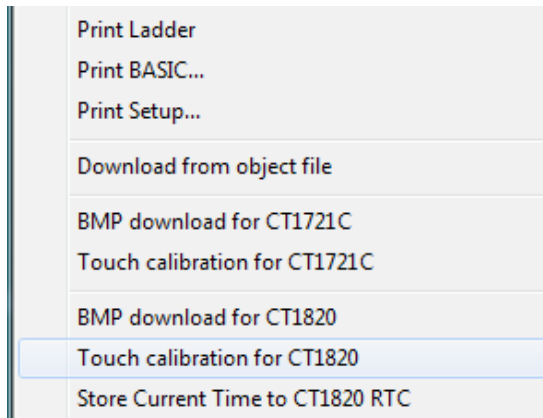 Print Ladder
Print BASIC...
Print Setup...
Download from object file
BMP download for CT1721C
Touch calibration for CT1721C
BMP download for CT1820
Touch calibration for CT1820
Store Current Time to CT1820 RTC